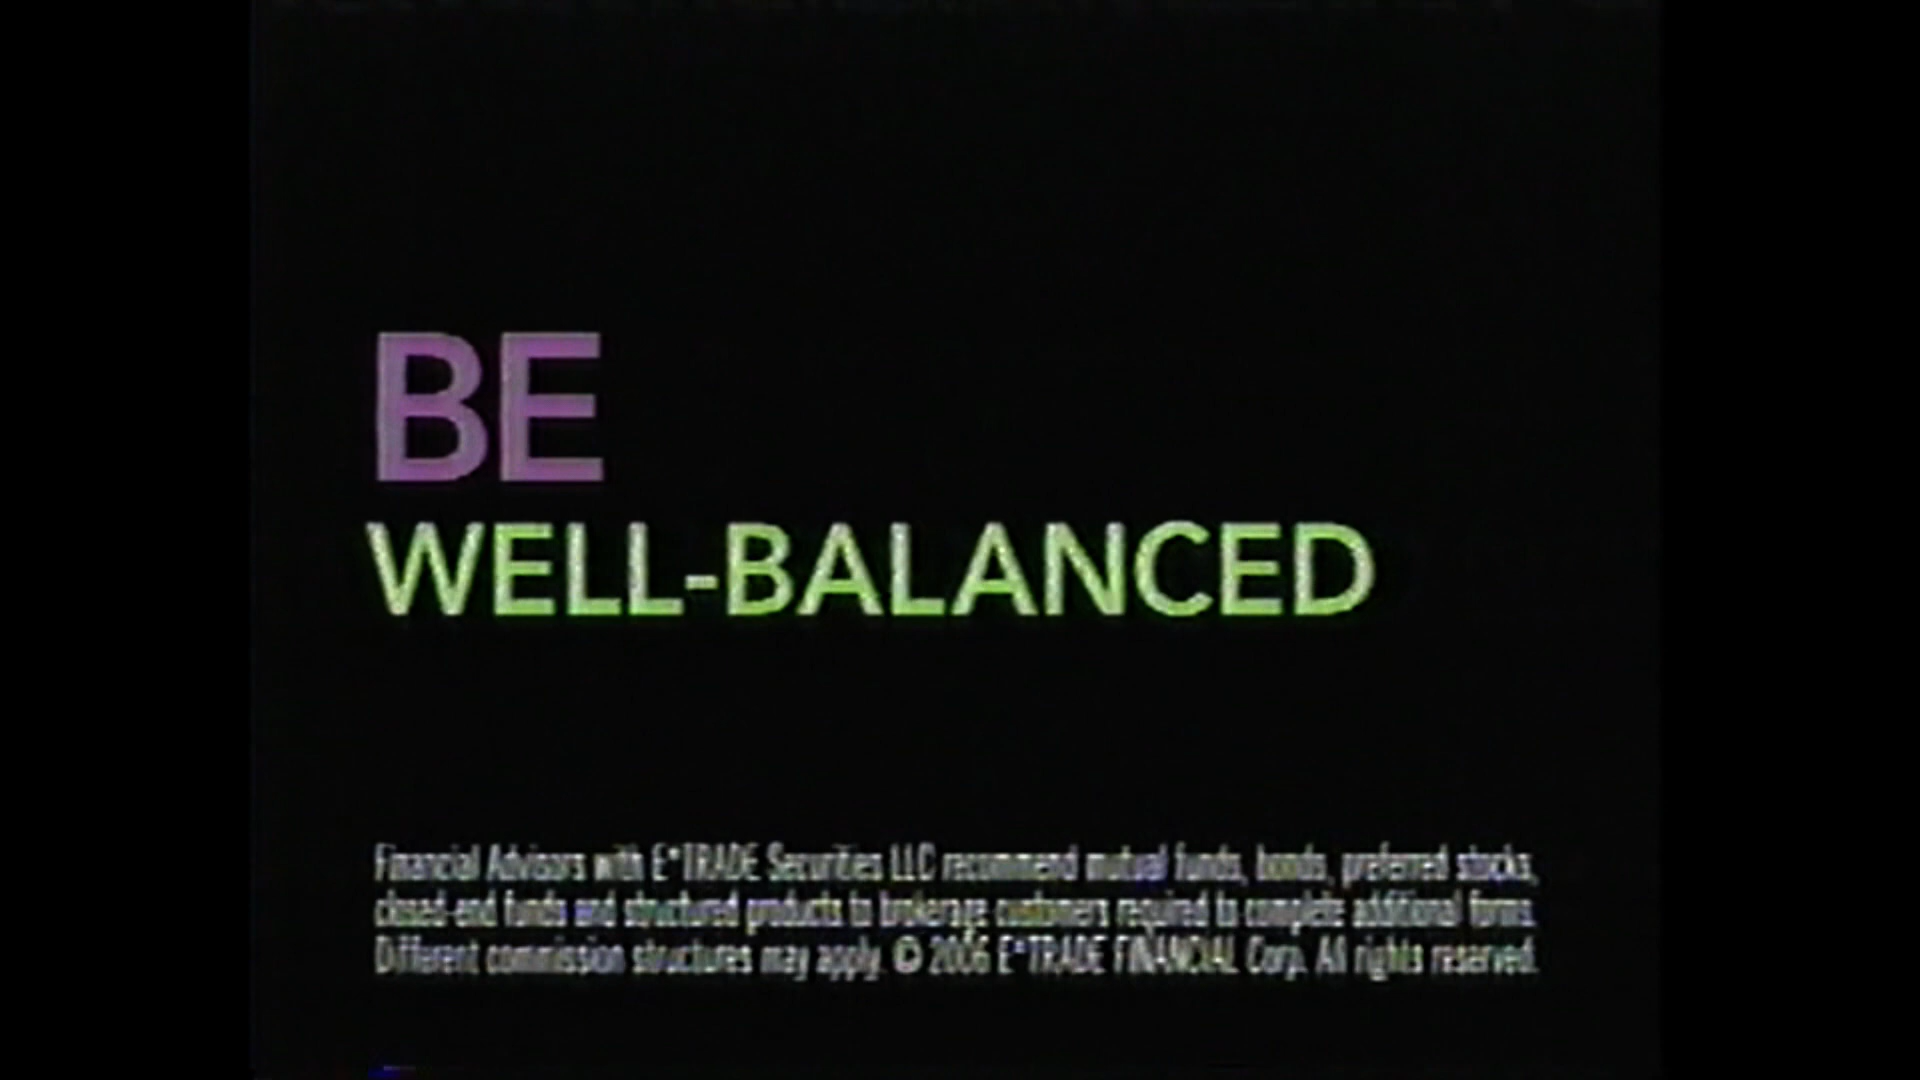 BE
WELL-BALANCED
Financial Advisors with E*TRADE Securities LLC recommend mutual funds, bonds, preferred stocks,
closed-end funds and structured products to brokerage customers required to complete additional forms.
Different commission structures may apply. © 2006 E*TRADE FINANCIAL Corp. All rights reserved.